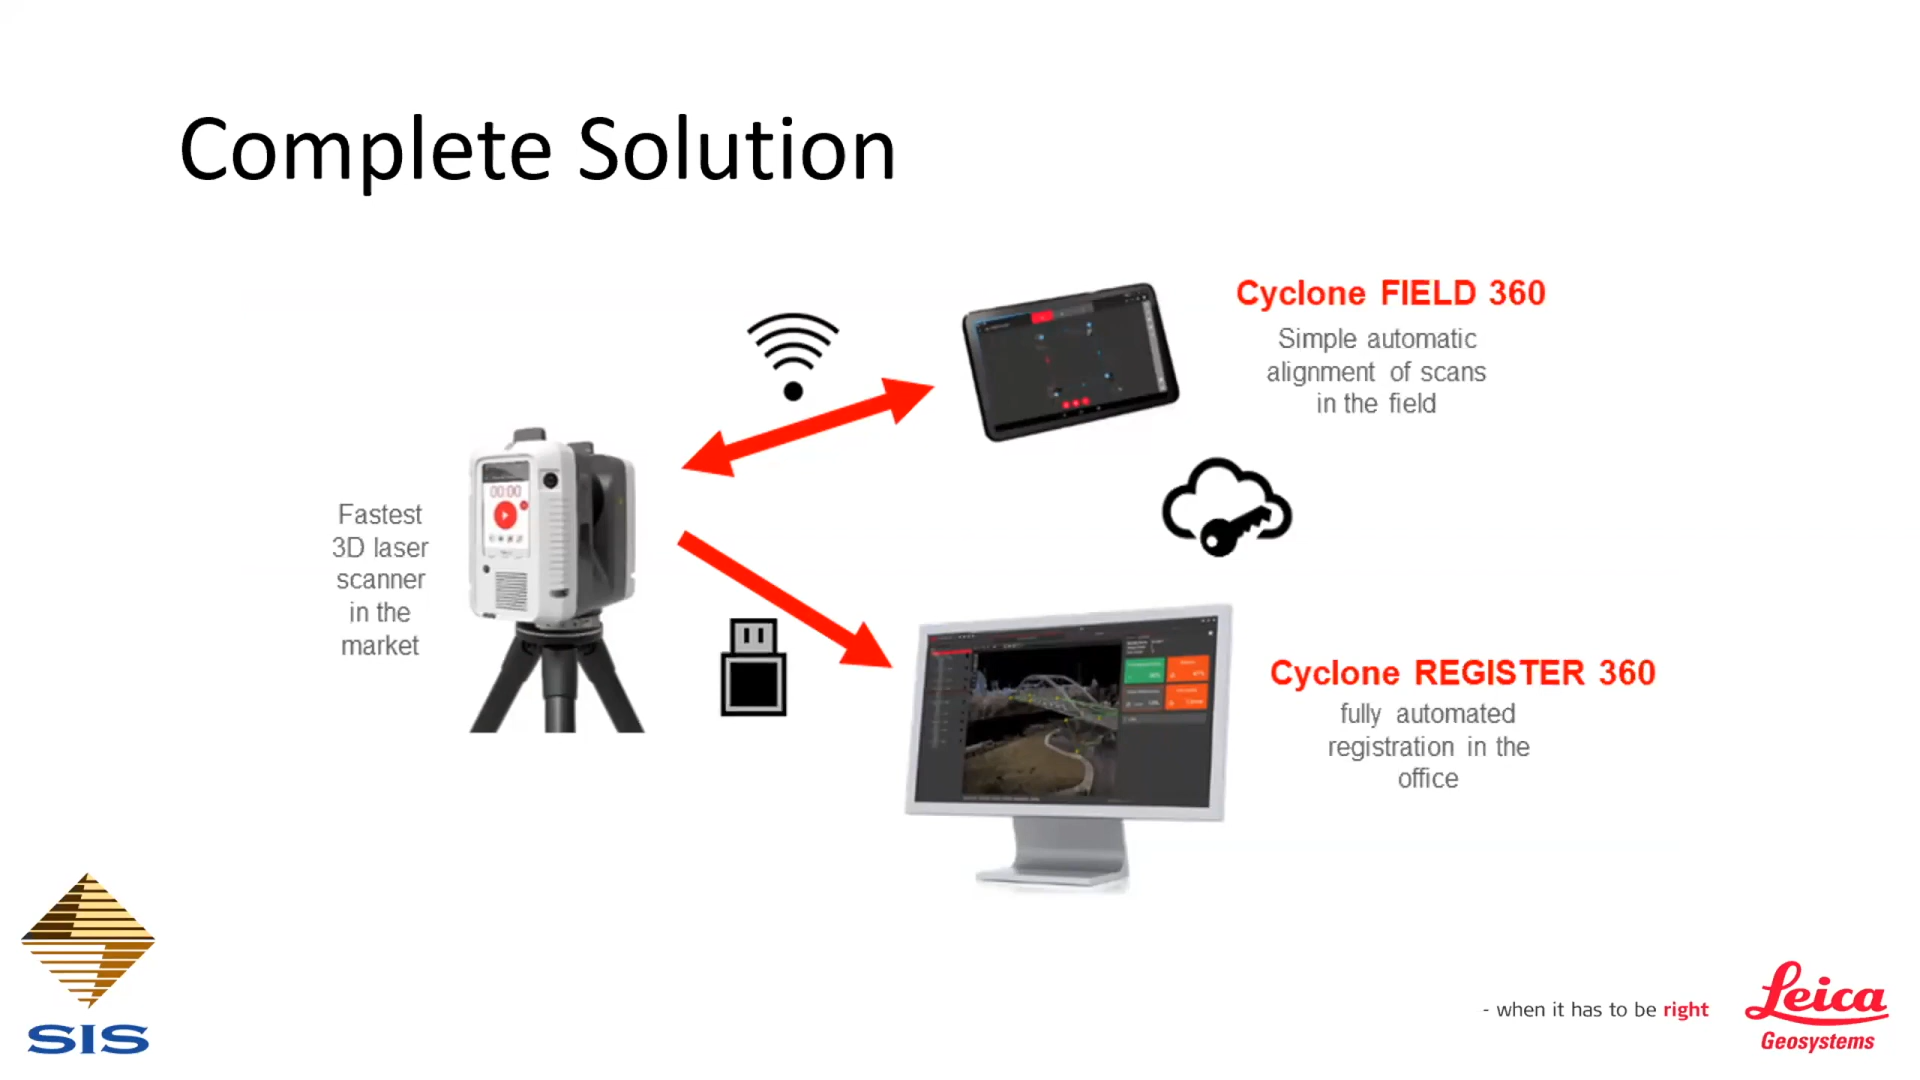 Complete Solution
Cyclone FIELD 360
Simple automatic
alignment of scans
in the field
Fastest
3D laser
scanner
in the
market
00:00
Cyclone REGISTER 360
fully automated
registration in the
office
SIS
- when it has to be right
Leica
Geosystems